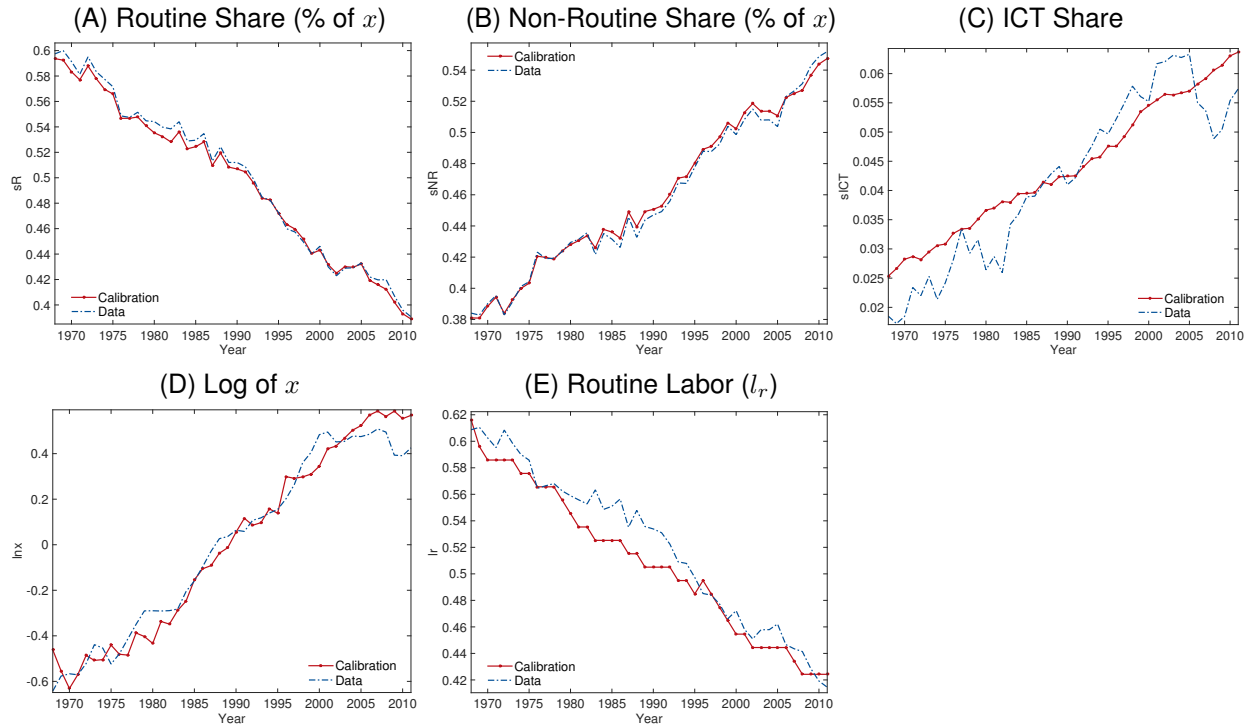 (A) Routine Share (% of x)
0.6
0.58
0.56
0.54
0.52
0.5
0.48
0.46
0.44
0.42
0.4
sR
Calibration
Data
1970 1975 1980 1985 1990 1995 2000 2005 2010
Year
(B) Non-Routine Share (% of x)
0.54
0.52
0.5
0.48
0.46
0.44
0.42
0.4
0.38
sNR
Calibration
Data
1970 1975 1980 1985 1990 1995 2000 2005 2010
Year
(C) ICT Share
0.06
0.055
0.05
0.045
0.04
0.035
0.03
0.025
0.02
sICT
Calibration
Data
1970 1975 1980 1985 1990 1995 2000 2005 2010
Year
(D) Log of x
0.4
0.2
0
-0.2
-0.4
-0.6
lnx
Calibration
Data
1970 1975 1980 1985 1990 1995 2000 2005 2010
Year
(E) Routine Labor (lr)
0.62
0.6
0.58
0.56
0.54
0.52
0.5
0.48
0.46
0.44
0.42
lr
Calibration
Data
1970 1975 1980 1985 1990 1995 2000 2005 2010
Year